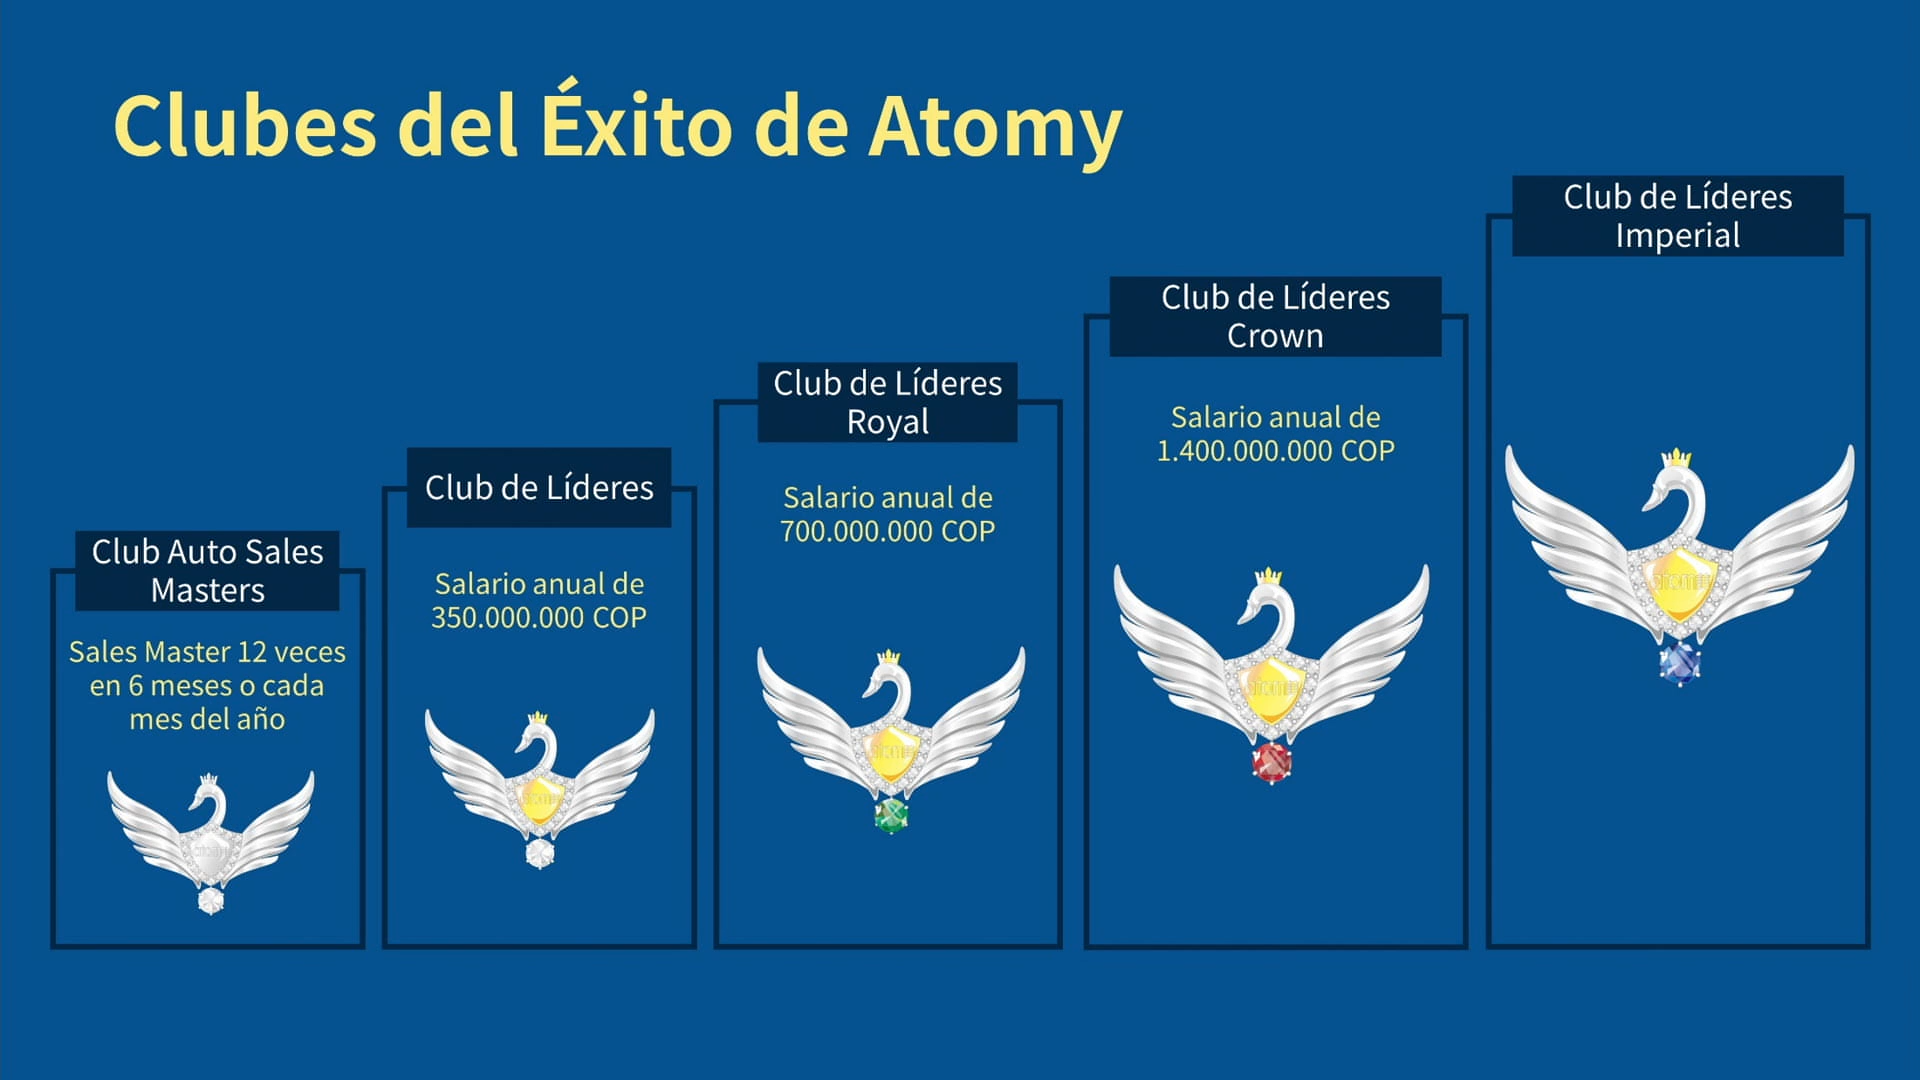 Clubes del Éxito de Atomy
Club Auto Sales
Masters
Sales Master 12 veces
en 6 meses o cada
mes del año
Club de Líderes
Salario anual de
350.000.000 COP
Club de Líderes
Royal
Salario anual de
700.000.000 COP
Club de Líderes
Crown
Salario anual de
1.400.000.000 COP
Club de Líderes
Imperial